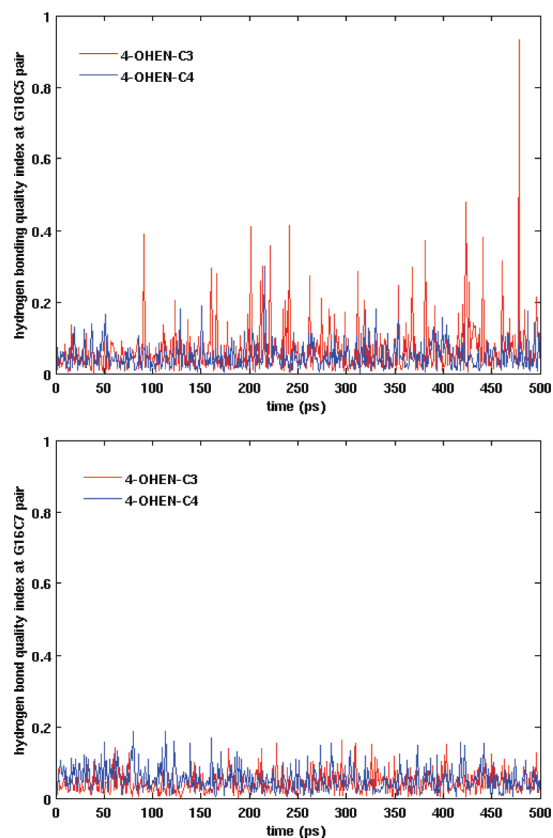 hydrogen bonding quality index at G18C5 pair
1
0.8
0.6
0.4
0.2
0
4-OHEN-C3
4-OHEN-C4
0 50 100 150 200 250 300 350 400 450 500
time (ps)
hydrogen bond quality index at G16C7 pair
1
0.8
0.6
0.4
0.2
0
4-OHEN-C3
4-OHEN-C4
0 50 100 150 200 250 300 350 400 450 500
time (ps)